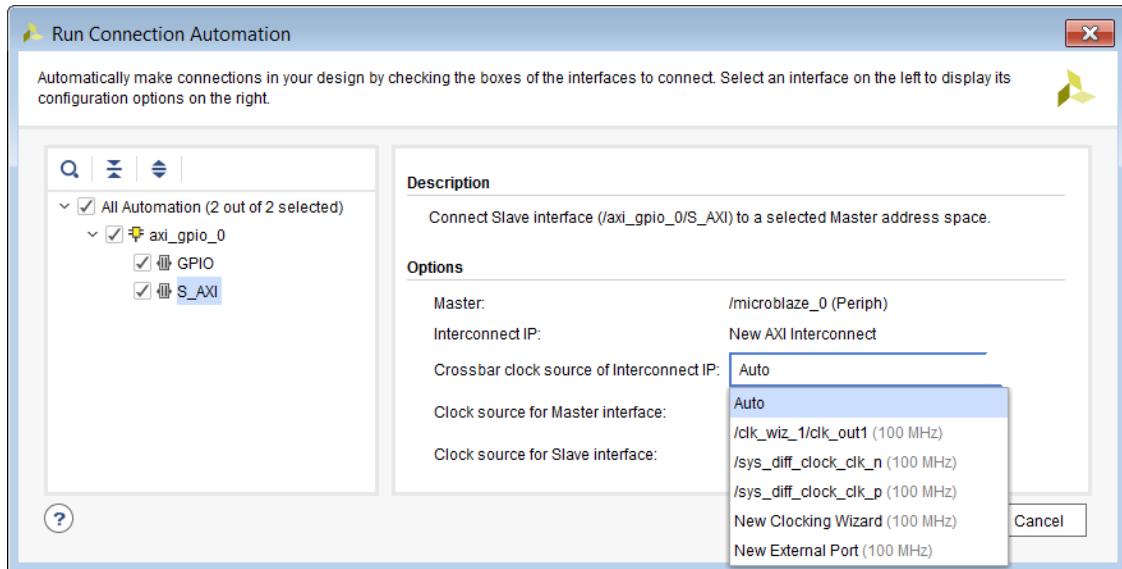 Run Connection Automation
Automatically make connections in your design by checking the boxes of the interfaces to connect. Select an interface on the left to display its
configuration options on the right.
All Automation (2 out of 2 selected)
axi_gpio_0
GPIO
S_AXI
Description
Connect Slave interface (/axi_gpio_0/S_AXI) to a selected Master address space.
Options
Master: /microblaze_0 (Periph)
Interconnect IP: New AXI Interconnect
Crossbar clock source of Interconnect IP: Auto
Clock source for Master interface:
Clock source for Slave interface:
Auto
/clk_wiz_1/clk_out1 (100 MHz)
/sys_diff_clock_clk_n (100 MHz)
/sys_diff_clock_clk_p (100 MHz)
New Clocking Wizard (100 MHz)
New External Port (100 MHz)
?
Cancel